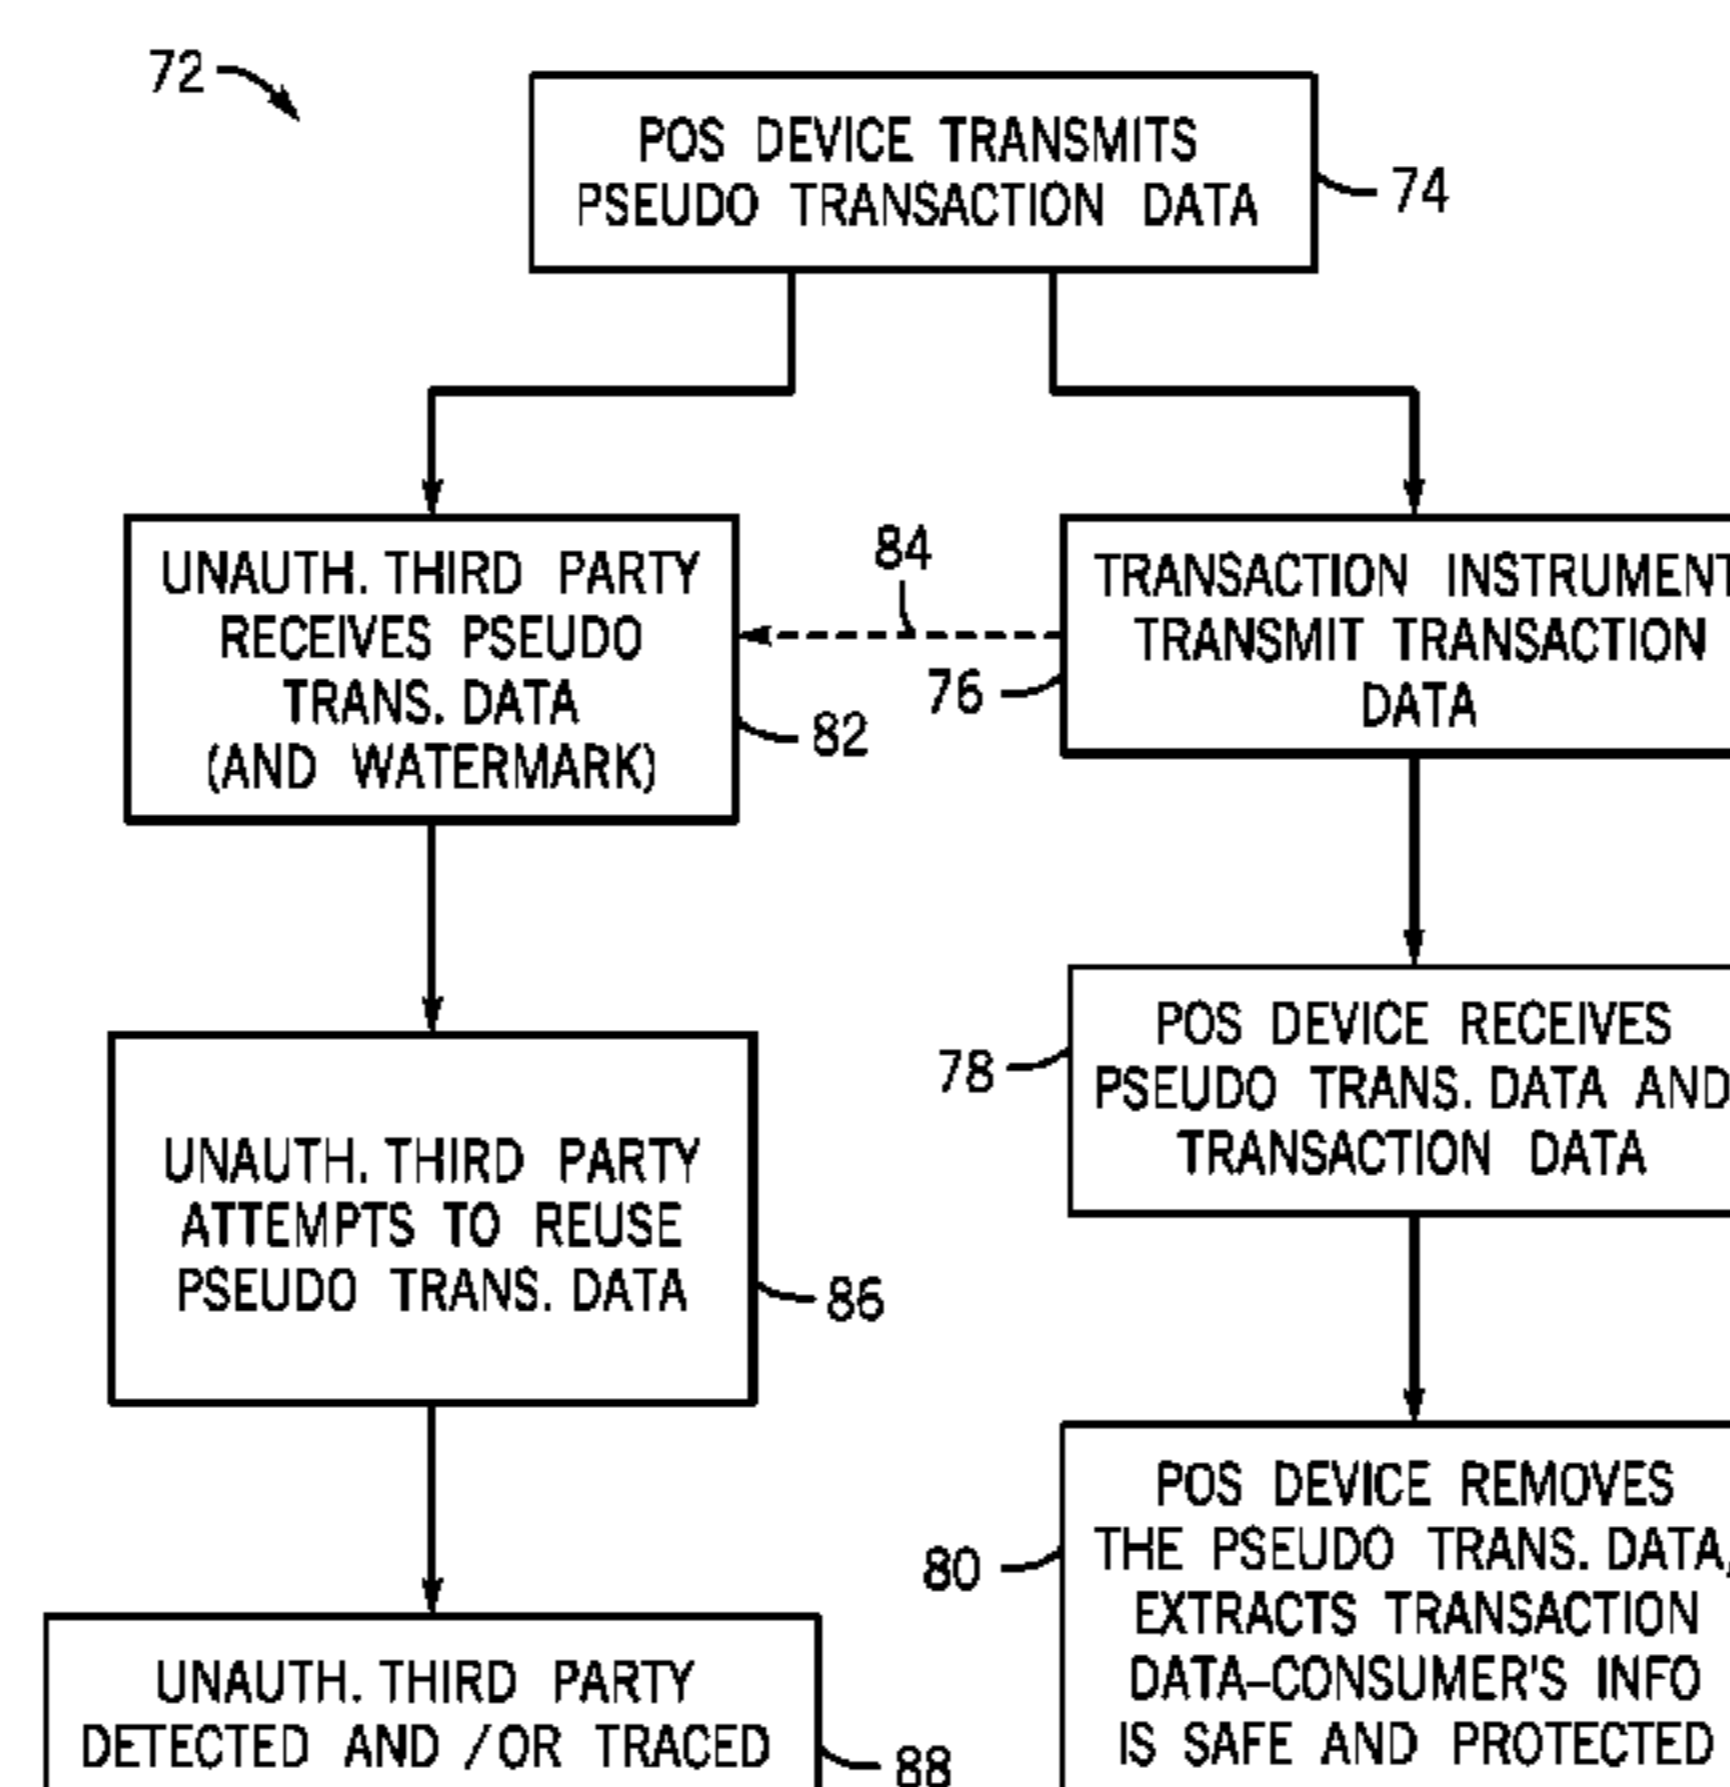 72
POS DEVICE TRANSMITS
PSEUDO TRANSACTION DATA
74
UNAUTH. THIRD PARTY
RECEIVES PSEUDO
TRANS. DATA
(AND WATERMARK)
82
84
76
TRANSACTION INSTRUMENT
TRANSMIT TRANSACTION
DATA
78
POS DEVICE RECEIVES
PSEUDO TRANS. DATA AND
TRANSACTION DATA
UNAUTH. THIRD PARTY
ATTEMPTS TO REUSE
PSEUDO TRANS. DATA
86
80
POS DEVICE REMOVES
THE PSEUDO TRANS. DATA,
EXTRACTS TRANSACTION
DATA–CONSUMER'S INFO
IS SAFE AND PROTECTED
UNAUTH. THIRD PARTY
DETECTED AND /OR TRACED
88